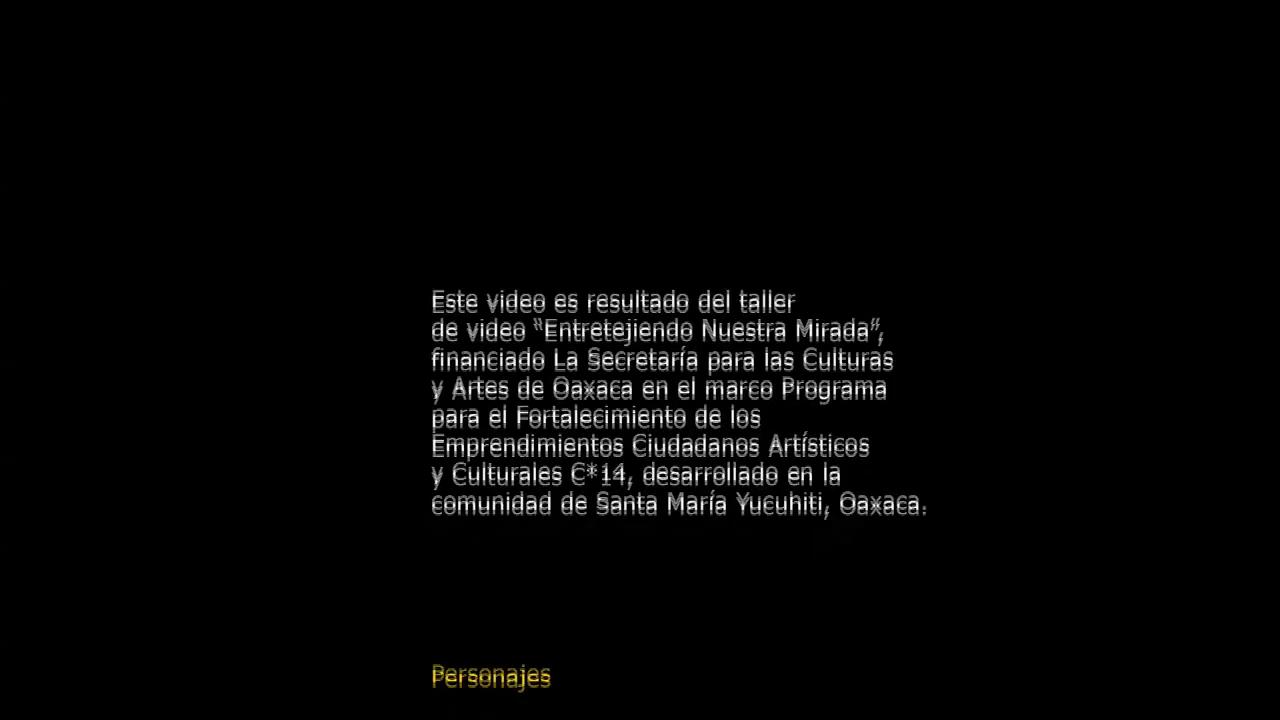 Este video es resultado del taller
de video “Entretejiendo Nuestra Mirada”,
financiado La Secretaría para las Culturas
y Artes de Oaxaca en el marco Programa
para el Fortalecimiento de los
Emprendimientos Ciudadanos Artísticos
y Culturales C*14, desarrollado en la
comunidad de Santa María Yucuhiti, Oaxaca.
Personajes